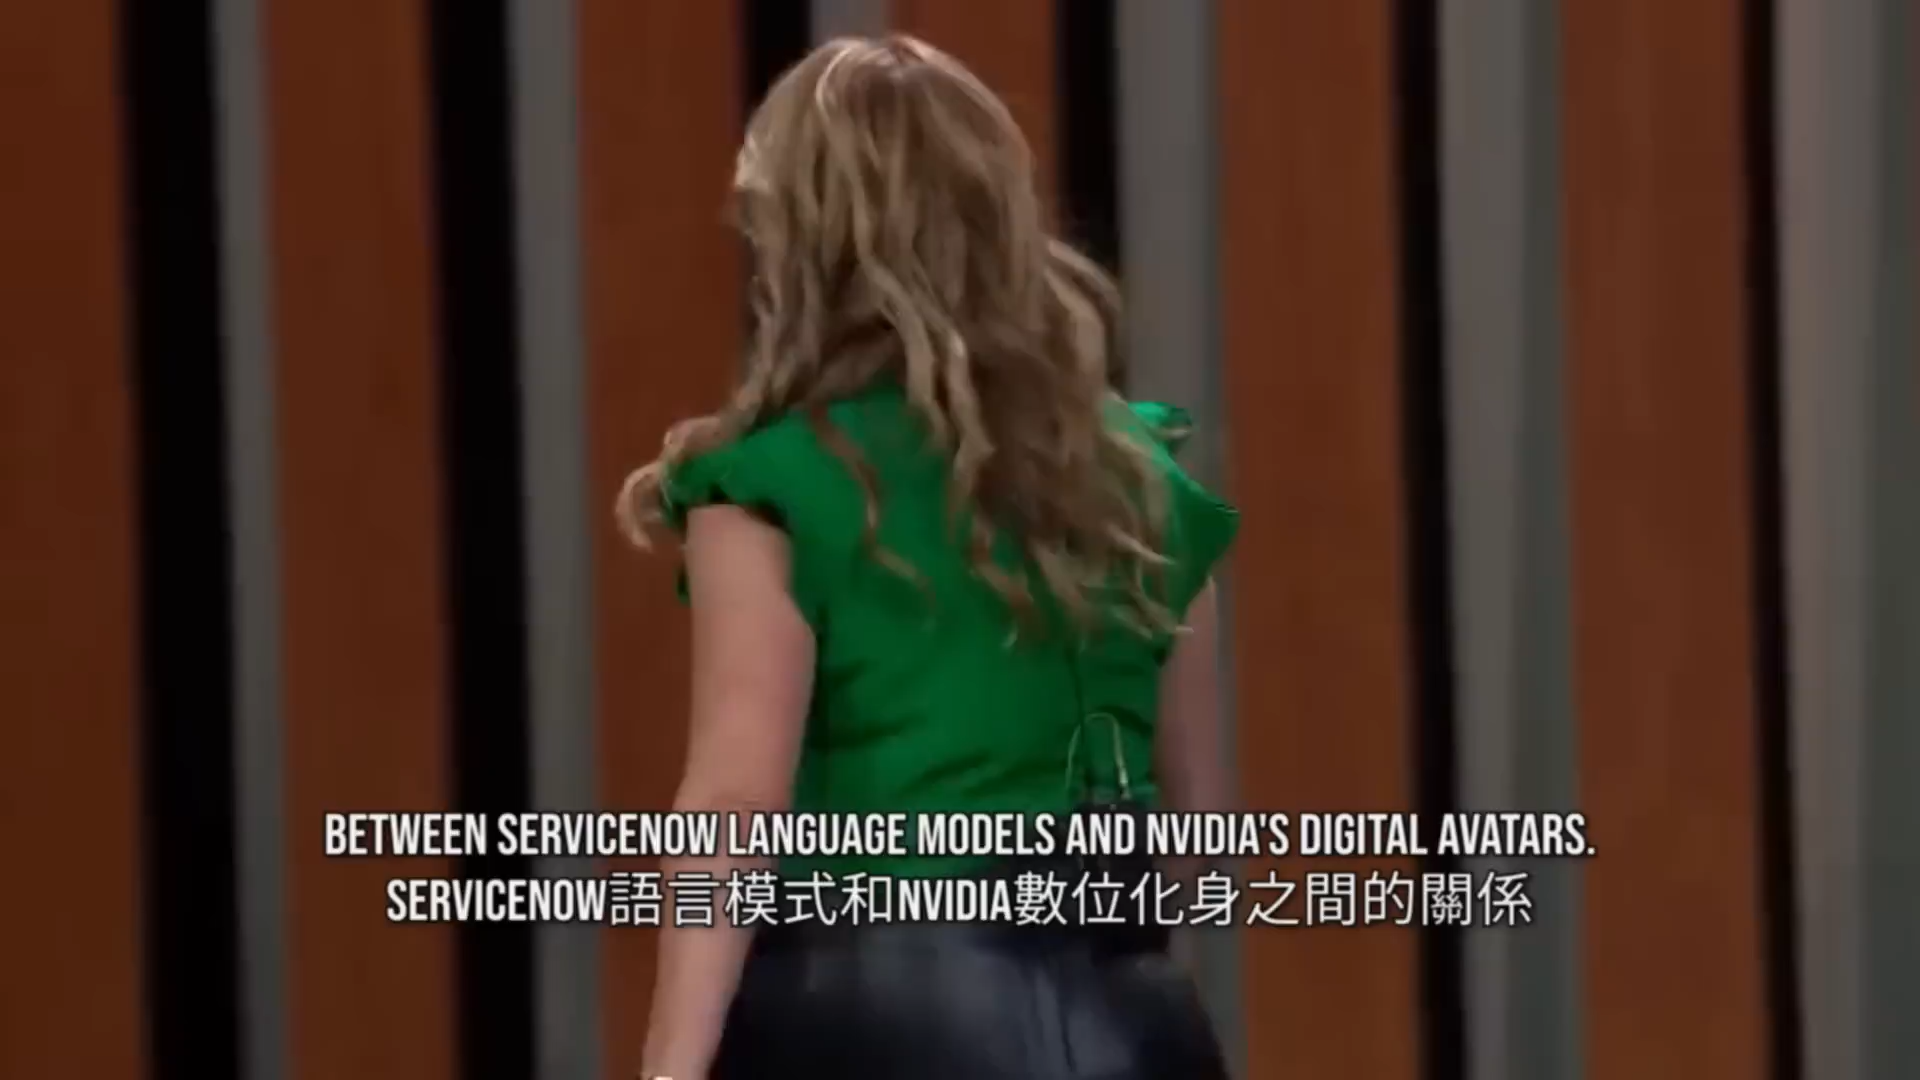 BETWEEN SERVICENOW LANGUAGE MODELS AND NVIDIA'S DIGITAL AVATARS.
SERVICENOW語言模式和NVIDIA數位化身之間的關係